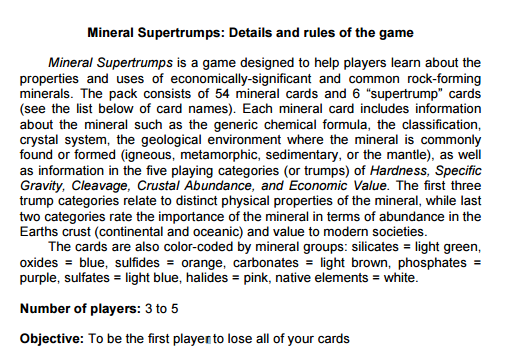 Mineral Supertrumps: Details and rules of the game
Mineral Supertrumps is a game designed to help players learn about the
properties and uses of economically-significant and common rock-forming
minerals. The pack consists of 54 mineral cards and 6 “supertrump” cards
(see the list below of card names). Each mineral card includes information
about the mineral such as the generic chemical formula, the classification,
crystal system, the geological environment where the mineral is commonly
found or formed (igneous, metamorphic, sedimentary, or the mantle), as well
as information in the five playing categories (or trumps) of Hardness, Specific
Gravity, Cleavage, Crustal Abundance, and Economic Value. The first three
trump categories relate to distinct physical properties of the mineral, while last
two categories rate the importance of the mineral in terms of abundance in the
Earths crust (continental and oceanic) and value to modern societies.
The cards are also color-coded by mineral groups: silicates = light green,
oxides = blue, sulfides = orange, carbonates = light brown, phosphates =
purple, sulfates = light blue, halides = pink, native elements = white.
Number of players: 3 to 5
Objective: To be the first player to lose all of your cards